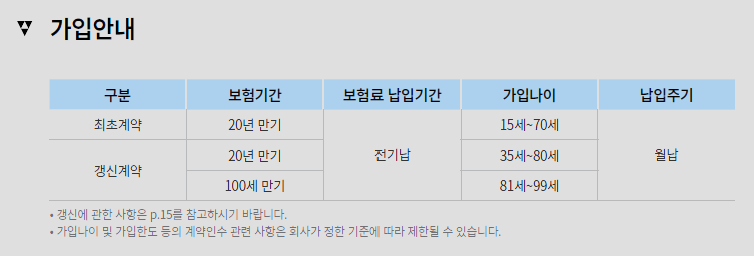 가입안내
구분 보험기간 보험료 납입기간 가입나이 납입주기
최초계약 20년 만기 전기납 15세~70세 월납
갱신계약 20년 만기 35세~80세
100세 만기 81세~99세
• 갱신에 관한 사항은 p.15를 참고하시기 바랍니다.
• 가입나이 및 가입한도 등의 계약인수 관련 사항은 회사가 정한 기준에 따라 제한될 수 있습니다.